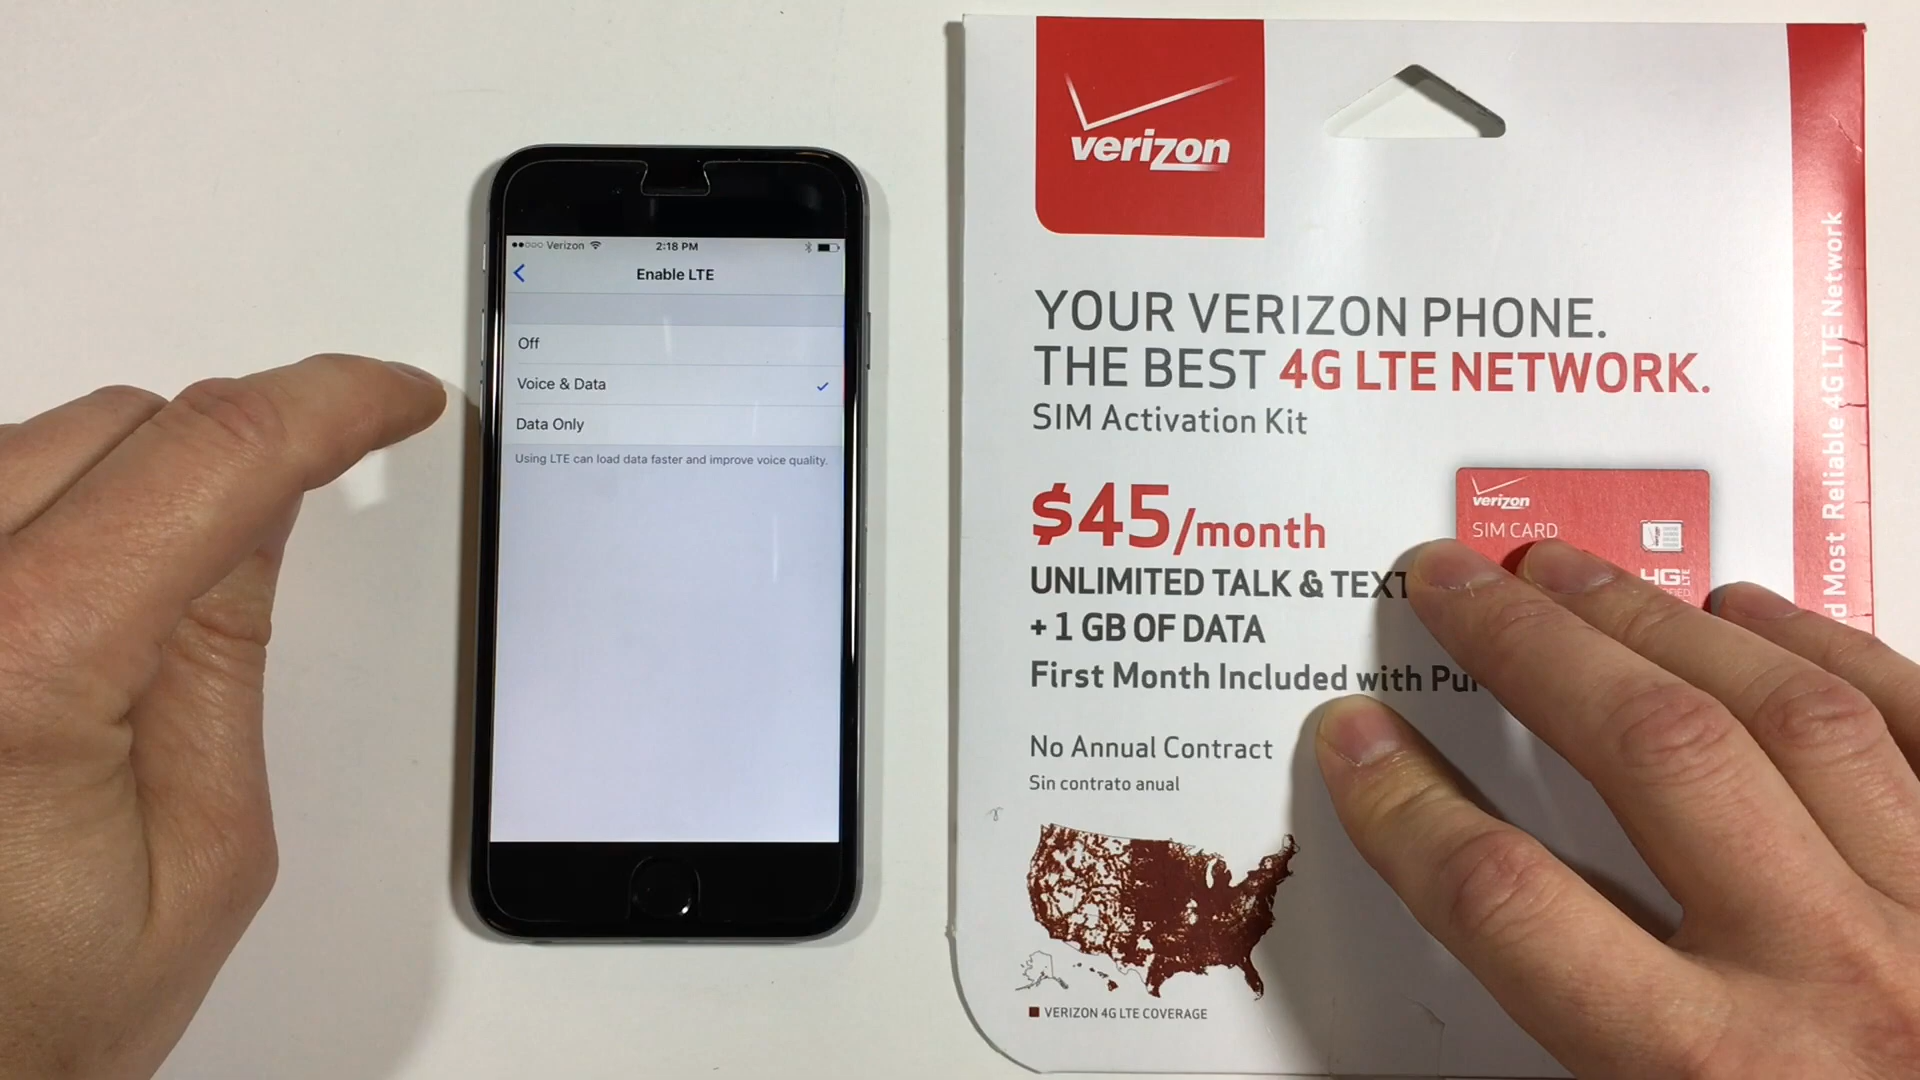 Verizon
2:18 PM
Enable LTE
Off
Voice & Data
Data Only
Using LTE can load data faster and improve voice quality.
verizon
YOUR VERIZON PHONE.
THE BEST 4G LTE NETWORK.
SIM Activation Kit
$45/month
UNLIMITED TALK & TEXT
+ 1 GB OF DATA
First Month Included with
No Annual Contract
Sin contrato anual
VERIZON 4G LTE COVERAGE
verizon
SIM CARD
4G LTE
Most Reliable 4G LTE Network